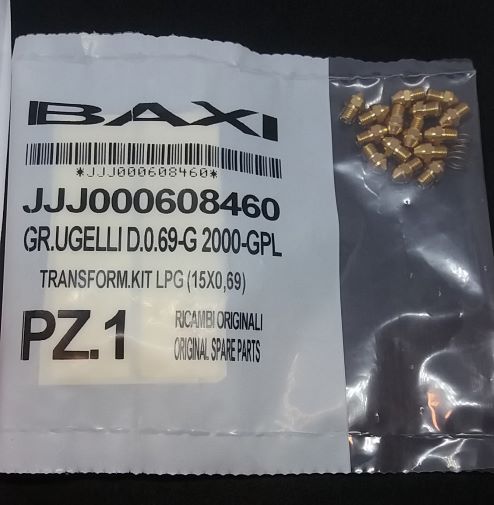 BAXI
*JJJ000608460*
JJJ000608460
GR.UGELLI D.0.69-G 2000-GPL
TRANSFORM.KIT LPG (15X0,69)
PZ.1
RICAMBI ORIGINALI
ORIGINAL SPARE PARTS